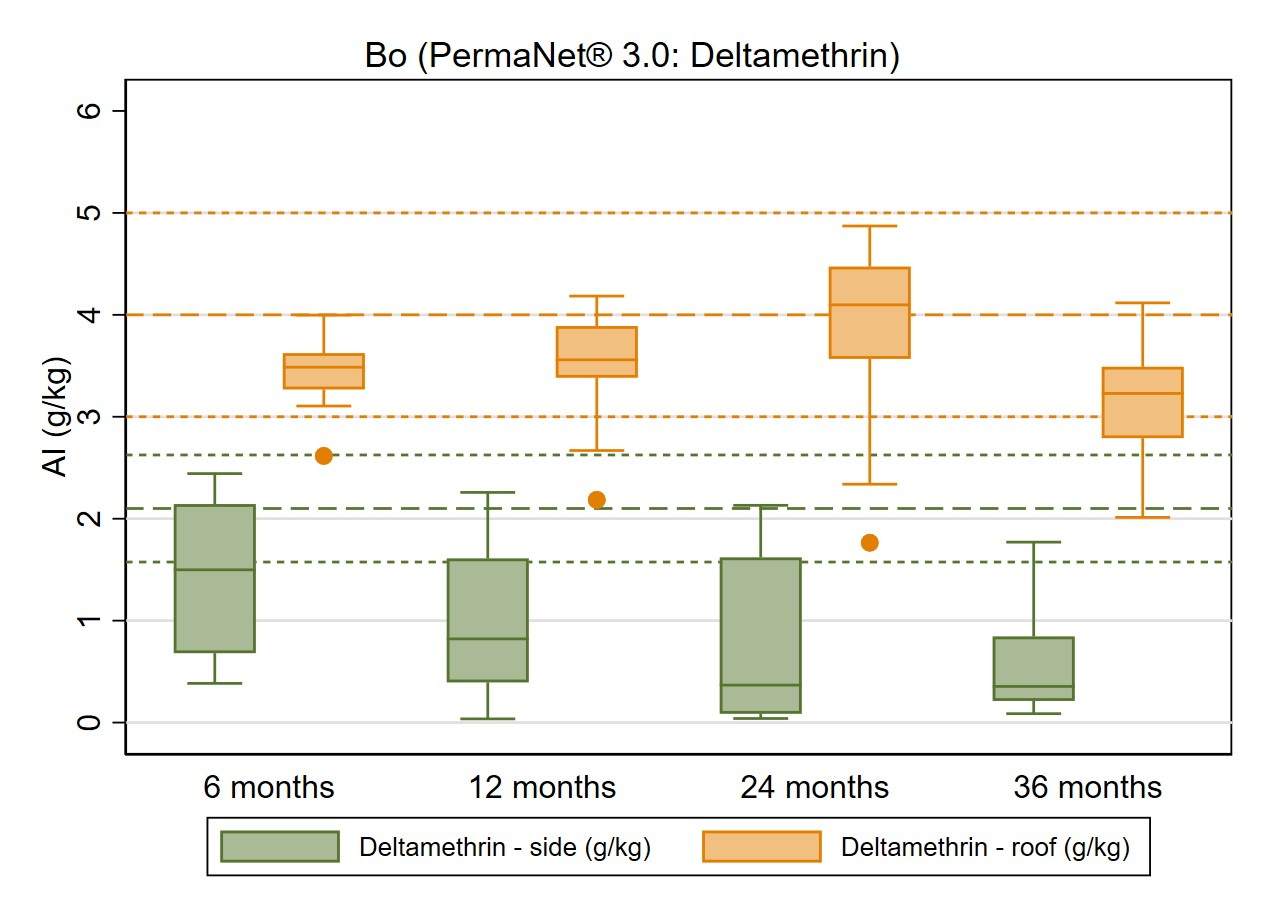 Bo (PermaNet® 3.0: Deltamethrin)
AI (g/kg)
6
5
4
3
2
1
0
6 months 12 months 24 months 36 months
Deltamethrin - side (g/kg) Deltamethrin - roof (g/kg)